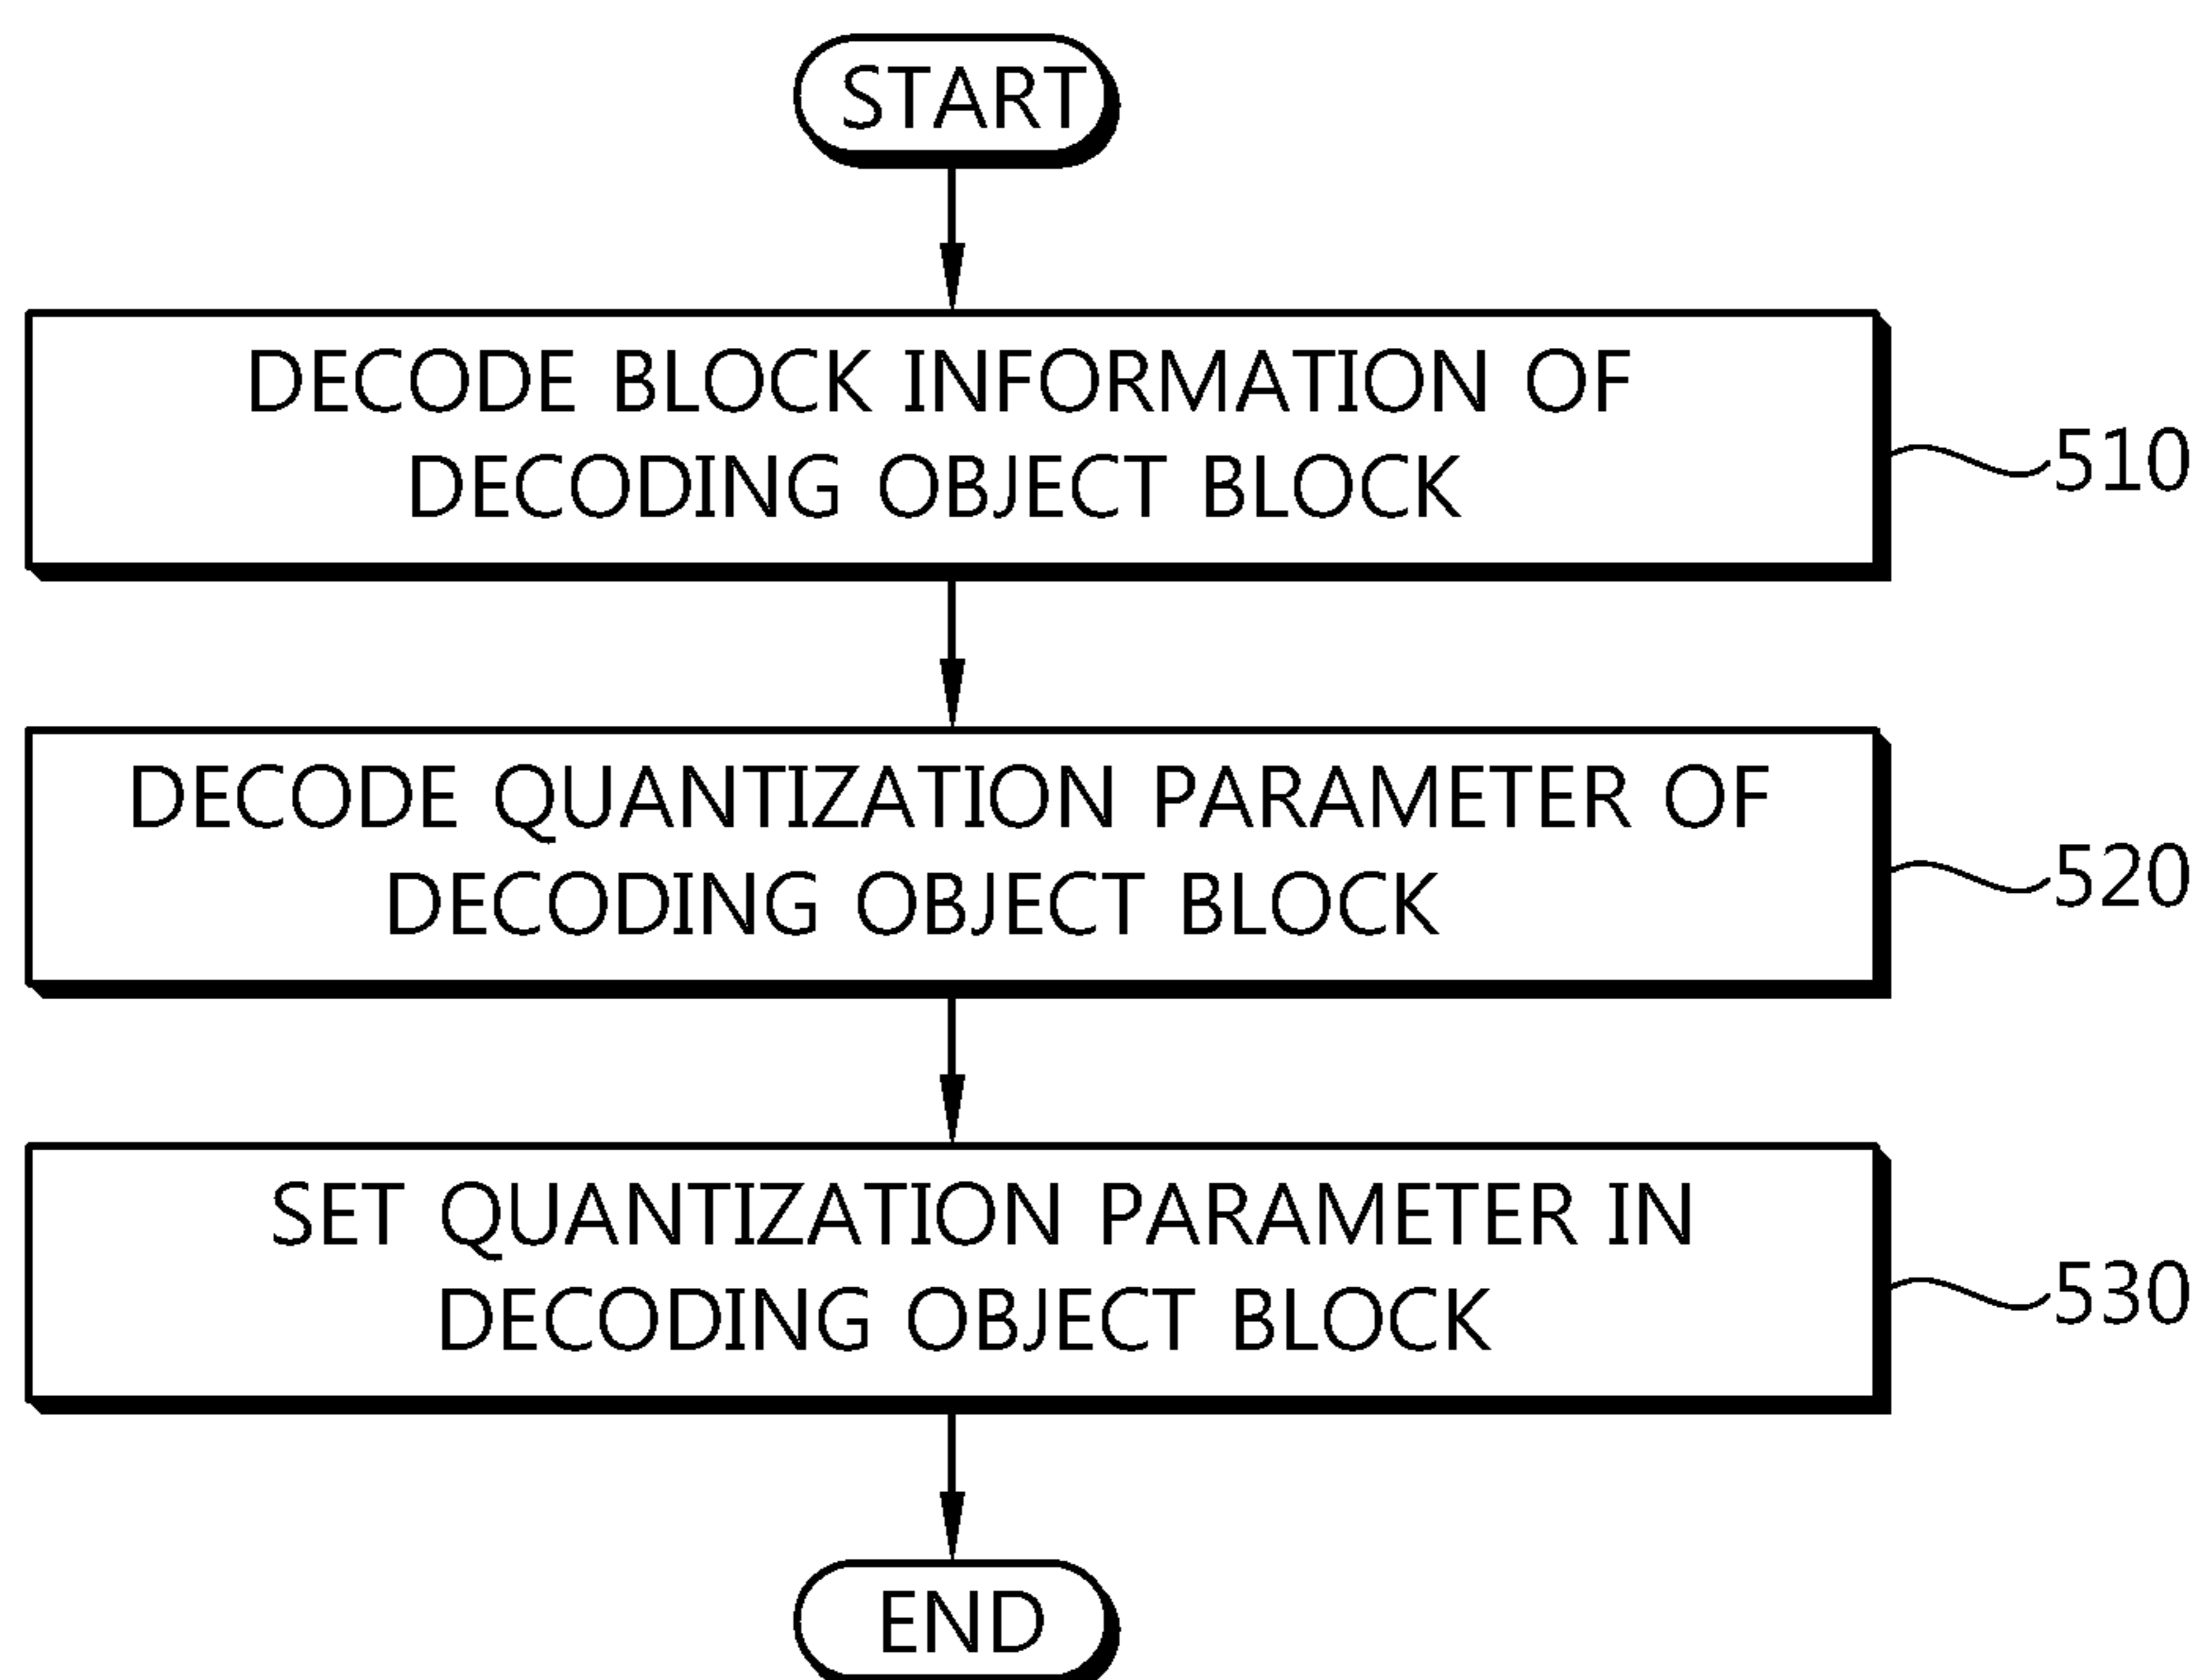 START
DECODE BLOCK INFORMATION OF
DECODING OBJECT BLOCK
510
DECODE QUANTIZATION PARAMETER OF
DECODING OBJECT BLOCK
520
SET QUANTIZATION PARAMETER IN
DECODING OBJECT BLOCK
530
END